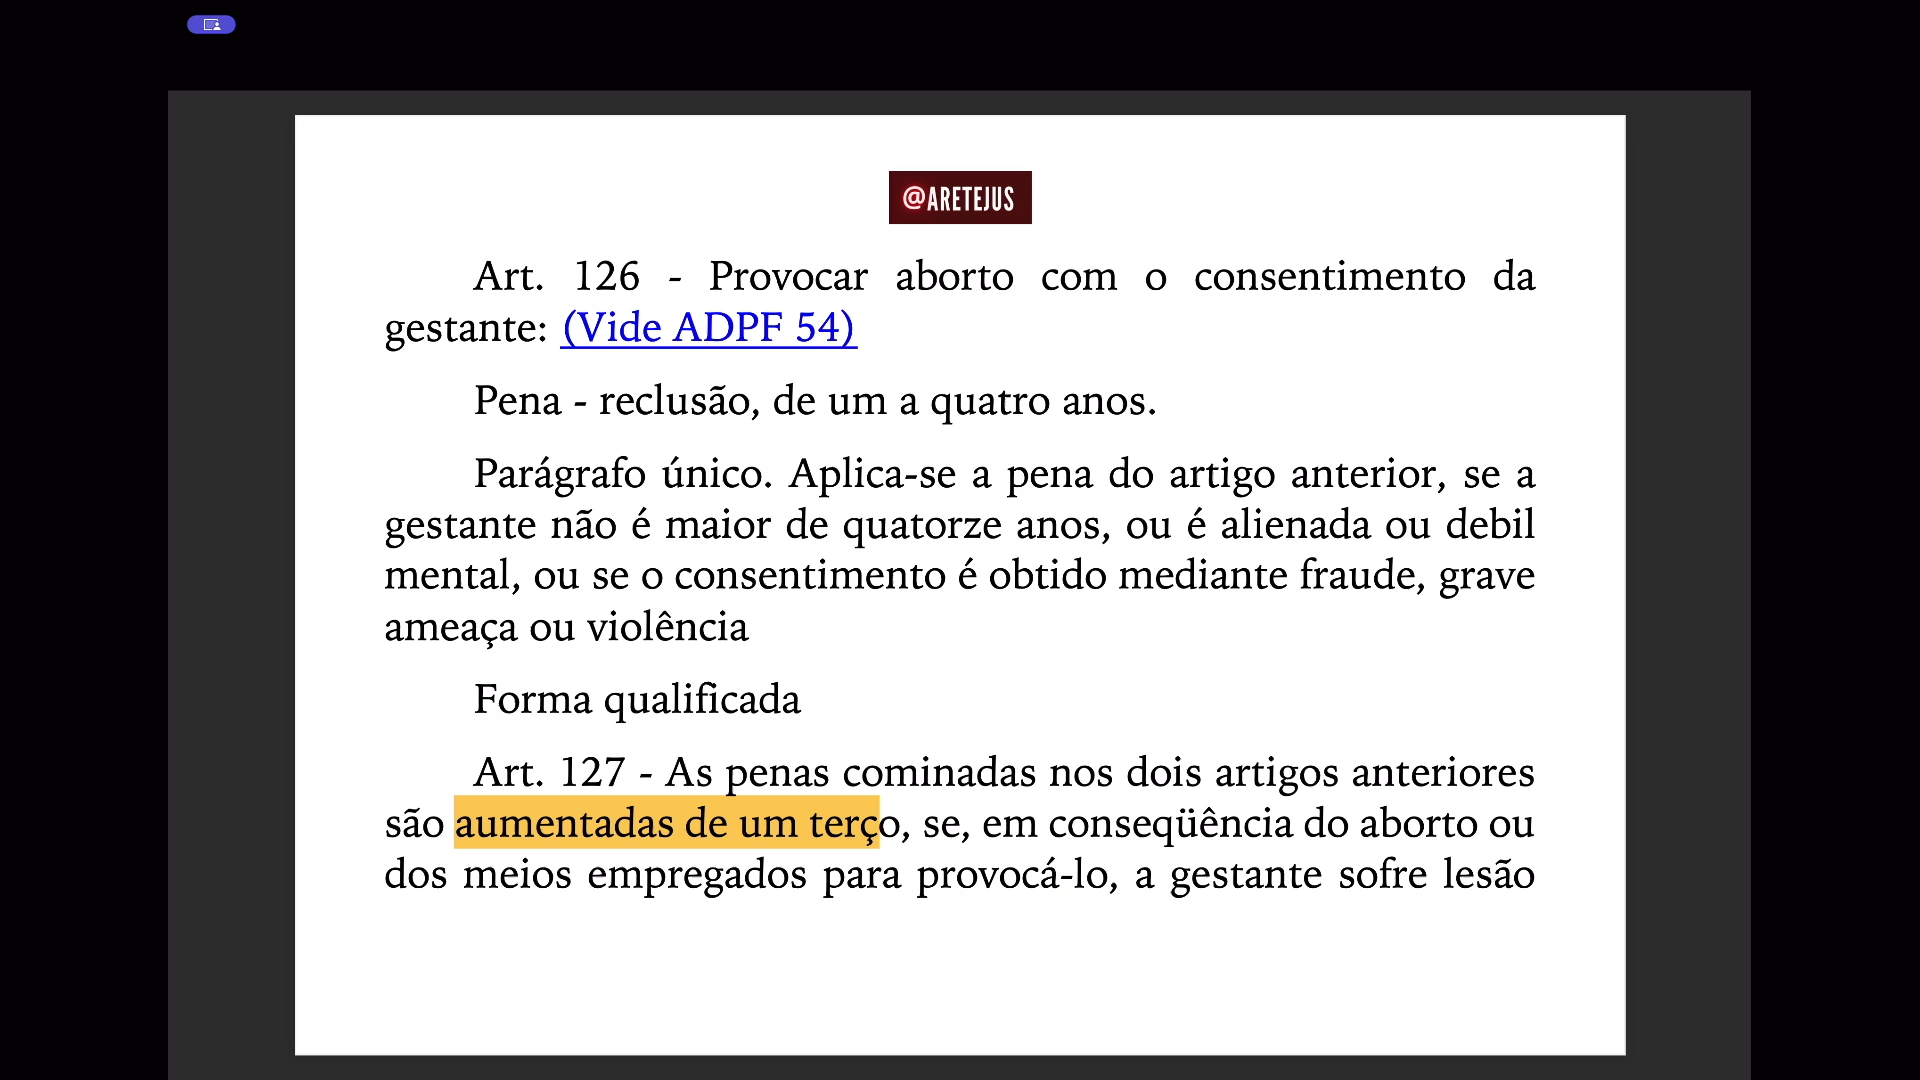 @ARETEJUS
Art. 126 - Provocar aborto com o consentimento da
gestante: (Vide ADPF 54)
Pena - reclusão, de um a quatro anos.
Parágrafo único. Aplica-se a pena do artigo anterior, se a
gestante não é maior de quatorze anos, ou é alienada ou debil
mental, ou se o consentimento é obtido mediante fraude, grave
ameaça ou violência
Forma qualificada
Art. 127 - As penas cominadas nos dois artigos anteriores
são aumentadas de um terço, se, em conseqüência do aborto ou
dos meios empregados para provocá-lo, a gestante sofre lesão